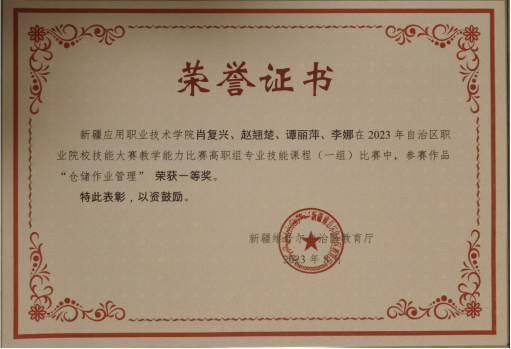 荣誉证书
新疆应用职业技术学院肖复兴、赵翘楚、谭丽萍、李娜在2023年自治区职
业院校技能大赛教学能力比赛高职组专业技能课程（一组）比赛中，参赛作品
“仓储作业管理” 荣获一等奖。
特此表彰，以资鼓励。
新疆维吾尔自治区教育厅
2023年